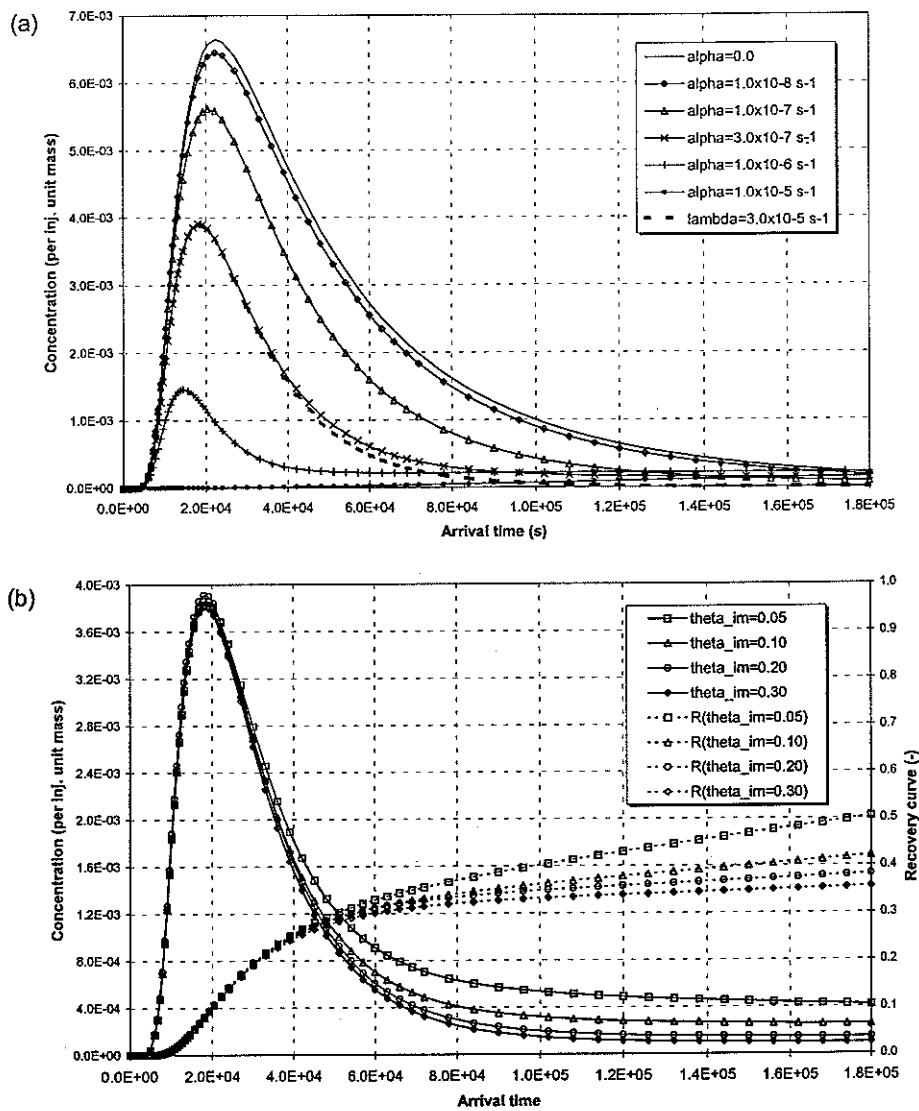 (a)
7.0E-03
6.0E-03
5.0E-03
4.0E-03
3.0E-03
2.0E-03
1.0E-03
0.0E+00
Concentration (per inj. unit mass)
alpha=0.0
alpha=1.0x10-8 s-1
alpha=1.0x10-7 s-1
alpha=3.0x10-7 s-1
alpha=1.0x10-6 s-1
alpha=1.0x10-5 s-1
lambda=3.0x10-5 s-1
0.0E+00 2.0E+04 4.0E+04 6.0E+04 8.0E+04 1.0E+05 1.2E+05 1.4E+05 1.6E+05 1.8E+05
Arrival time (s)
(b)
4.0E-03
3.6E-03
3.2E-03
2.8E-03
2.4E-03
2.0E-03
1.6E-03
1.2E-03
8.0E-04
4.0E-04
0.0E+00
Concentration (per inj. unit mass)
theta_im=0.05
theta_im=0.10
theta_im=0.20
theta_im=0.30
R(theta_im=0.05)
R(theta_im=0.10)
R(theta_im=0.20)
R(theta_im=0.30)
1.0
0.9
0.8
0.7
0.6
0.5
0.4
0.3
0.2
0.1
0.0
Recovery curve (-)
0.0E+00 2.0E+04 4.0E+04 6.0E+04 8.0E+04 1.0E+05 1.2E+05 1.4E+05 1.6E+05 1.8E+05
Arrival time